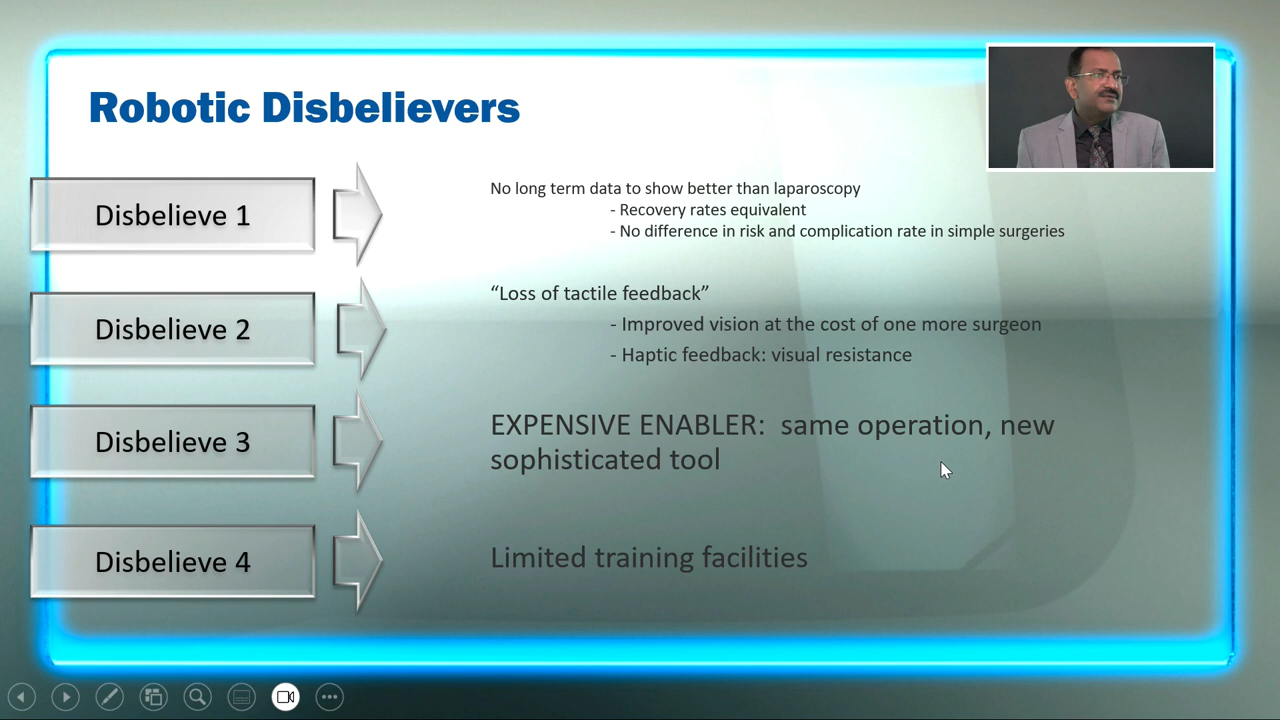 Robotic Disbelievers
Disbelieve 1
No long term data to show better than laparoscopy
- Recovery rates equivalent
- No difference in risk and complication rate in simple surgeries
Disbelieve 2
“Loss of tactile feedback”
- Improved vision at the cost of one more surgeon
- Haptic feedback: visual resistance
Disbelieve 3
EXPENSIVE ENABLER: same operation, new
sophisticated tool
Disbelieve 4
Limited training facilities